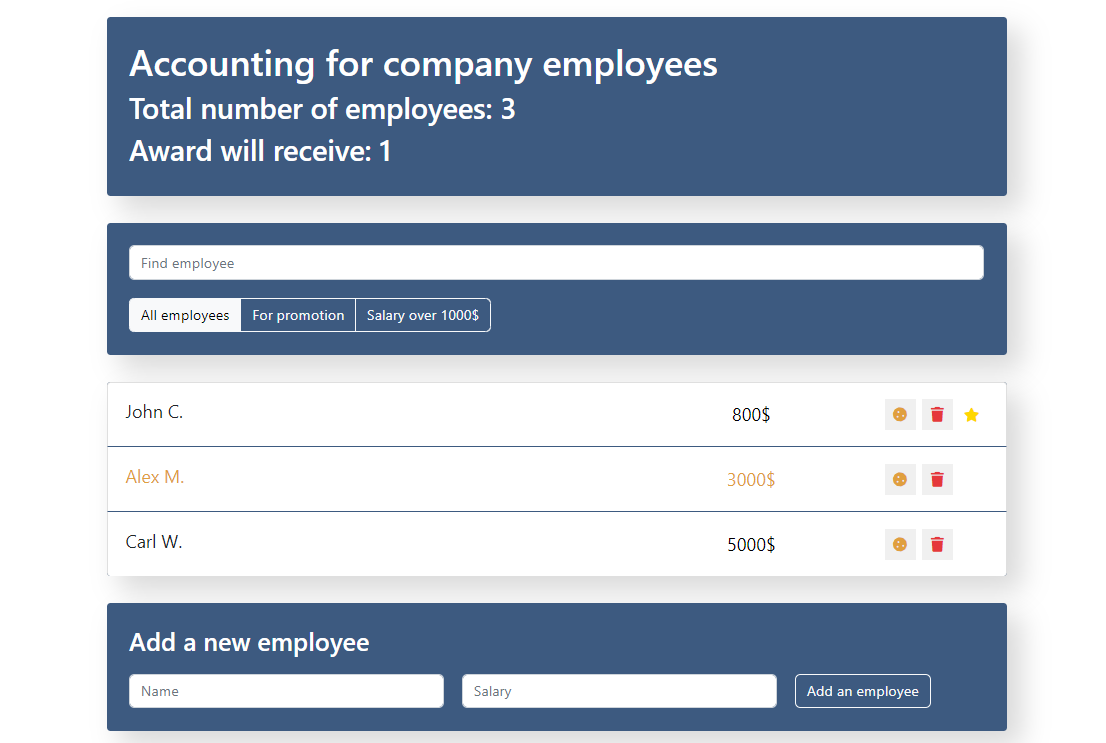 Accounting for company employees
Total number of employees: 3
Award will receive: 1
Find employee
All employees For promotion Salary over 1000$
John C. 800$
Alex M. 3000$
Carl W. 5000$
Add a new employee
Name Salary Add an employee